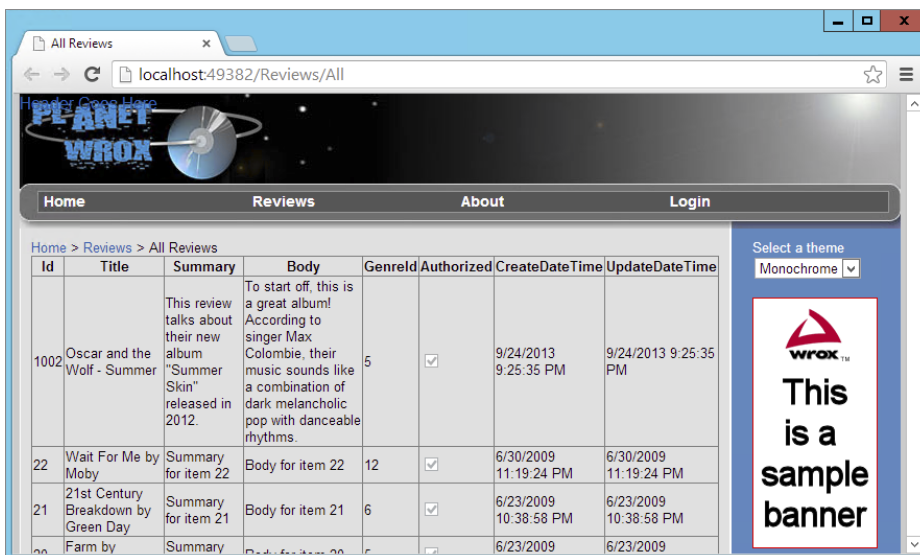 All Reviews
localhost:49382/Reviews/All
Header Goes Here
PLANET
WROX
Home Reviews About Login
Home > Reviews > All Reviews
Select a theme
Monochrome
Id Title Summary Body GenreId Authorized CreateDateTime UpdateDateTime
1002
Oscar and the
Wolf - Summer
This review
talks about
their new
album
"Summer
Skin"
released in
2012.
To start off, this is
a great album!
According to
singer Max
Colombie, their
music sounds like
a combination of
dark melancholic
pop with danceable
rhythms.
5
9/24/2013
9:25:35 PM
9/24/2013 9:25:35
PM
22
Wait For Me by
Moby
Summary
for item 22
Body for item 22
12
6/30/2009
11:19:24 PM
6/30/2009
11:19:24 PM
21
21st Century
Breakdown by
Green Day
Summary
for item 21
Body for item 21
6
6/23/2009
10:38:58 PM
6/23/2009
10:38:58 PM
Farm by
Summary
6/23/2009
6/23/2009
wrox TM
This
is a
sample
banner